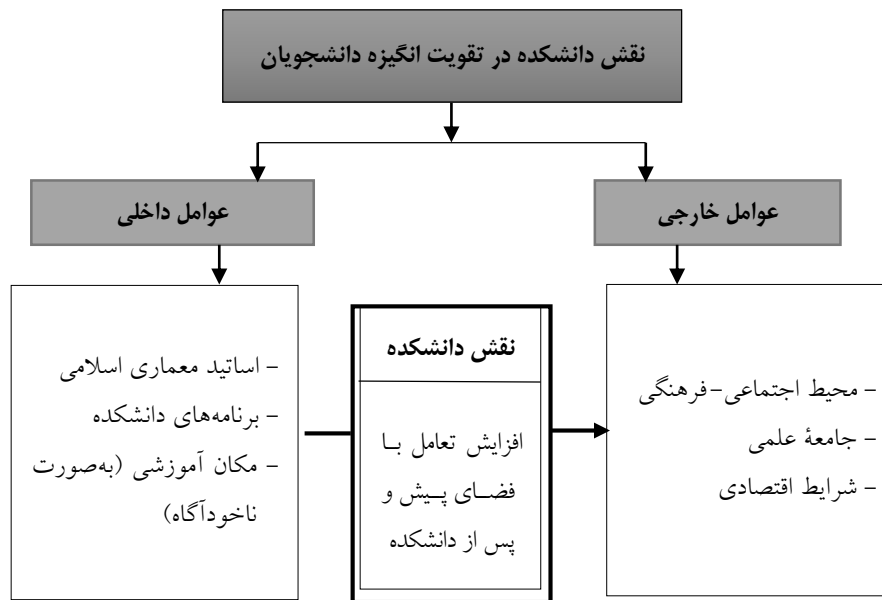 نقش دانشکده در تقویت انگیزه دانشجویان
عوامل خارجی
عوامل داخلی
- محیط اجتماعی-فرهنگی
- جامعۀ علمی
- شرایط اقتصادی
نقش دانشکده
افزایش تعامل با
فضای پیش و
پس از دانشکده
- اساتید معماری اسلامی
- برنامه‌های دانشکده
- مکان آموزشی (به‌صورت
ناخودآگاه)